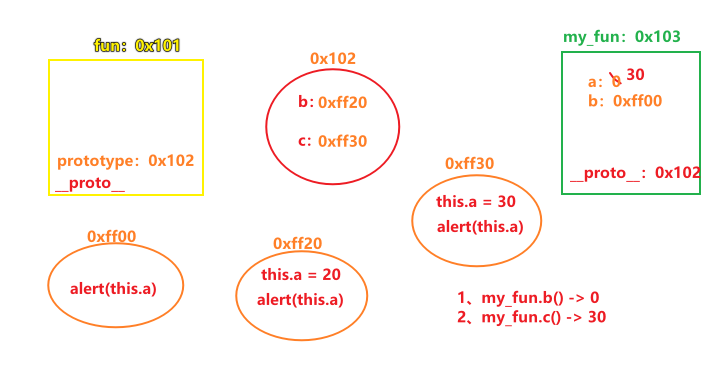 fun：0x101
prototype：0x102
__proto__
0x102
b：0xff20
c：0xff30
my_fun：0x103
a：0 30
b：0xff00
__proto__：0x102
0xff30
this.a = 30
alert(this.a)
0xff00
alert(this.a)
0xff20
this.a = 20
alert(this.a)
1、my_fun.b() -> 0
2、my_fun.c() -> 30